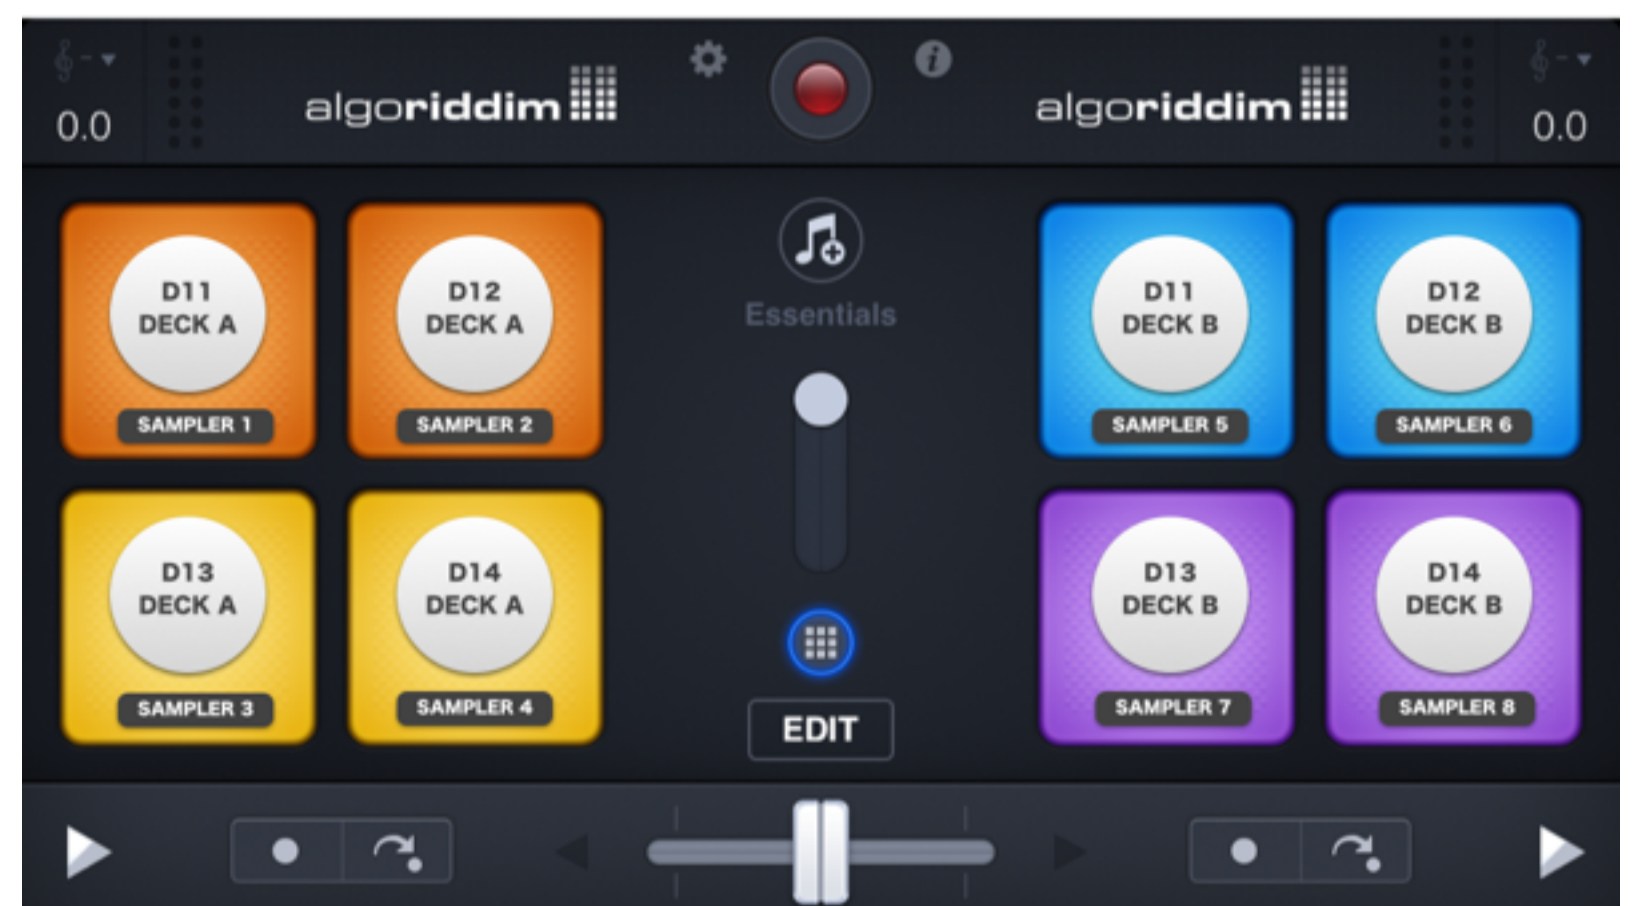 algoriddim
algoriddim
0.0
0.0
D11
DECK A
SAMPLER 1
D12
DECK A
SAMPLER 2
Essentials
D11
DECK B
SAMPLER 5
D12
DECK B
SAMPLER 6
D13
DECK A
SAMPLER 3
D14
DECK A
SAMPLER 4
EDIT
D13
DECK B
SAMPLER 7
D14
DECK B
SAMPLER 8